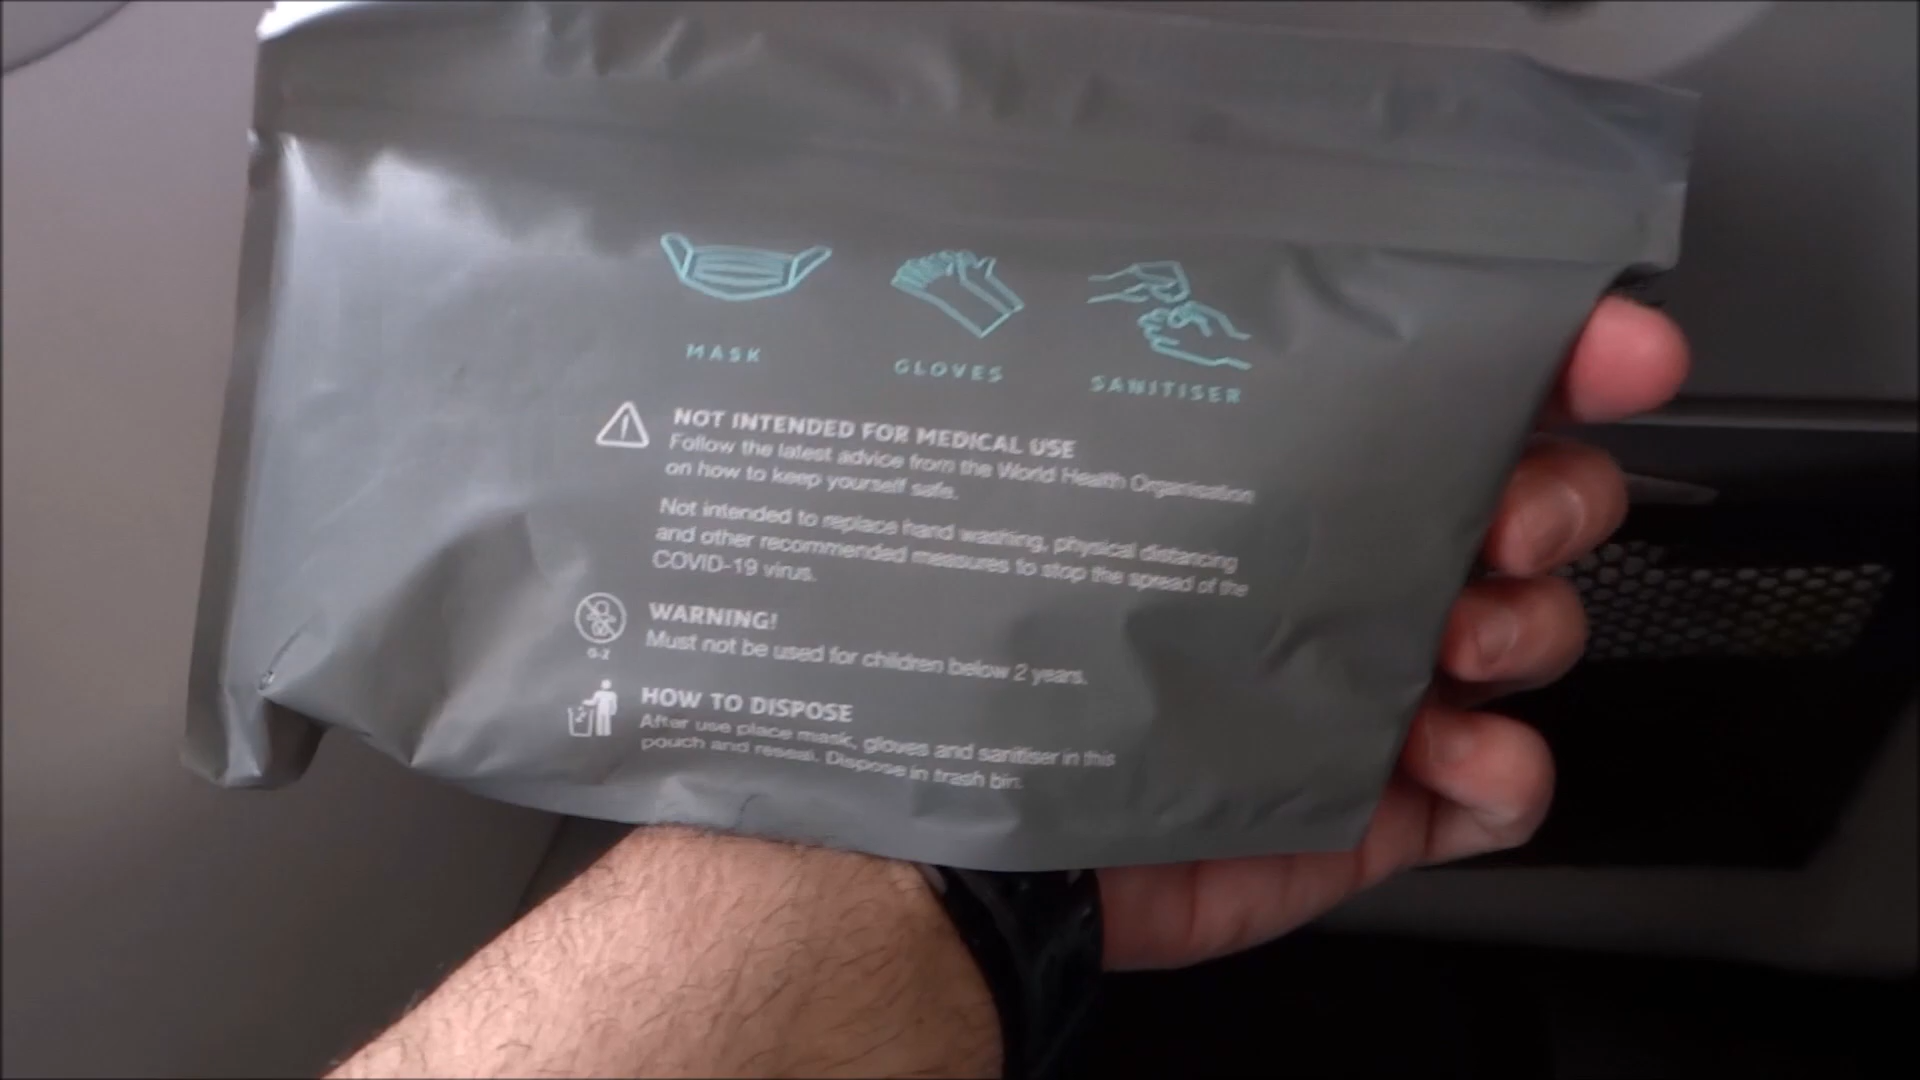 MASK GLOVES SANITISER
NOT INTENDED FOR MEDICAL USE
Follow the latest advice from the World Health Organisation
on how to keep yourself safe.
Not intended to replace hand washing, physical distancing
and other recommended measures to stop the spread of the
COVID-19 virus.
WARNING!
0-2
Must not be used for children below 2 years.
HOW TO DISPOSE
After use place mask, gloves and sanitiser in this
pouch and reseal. Dispose in trash bin.